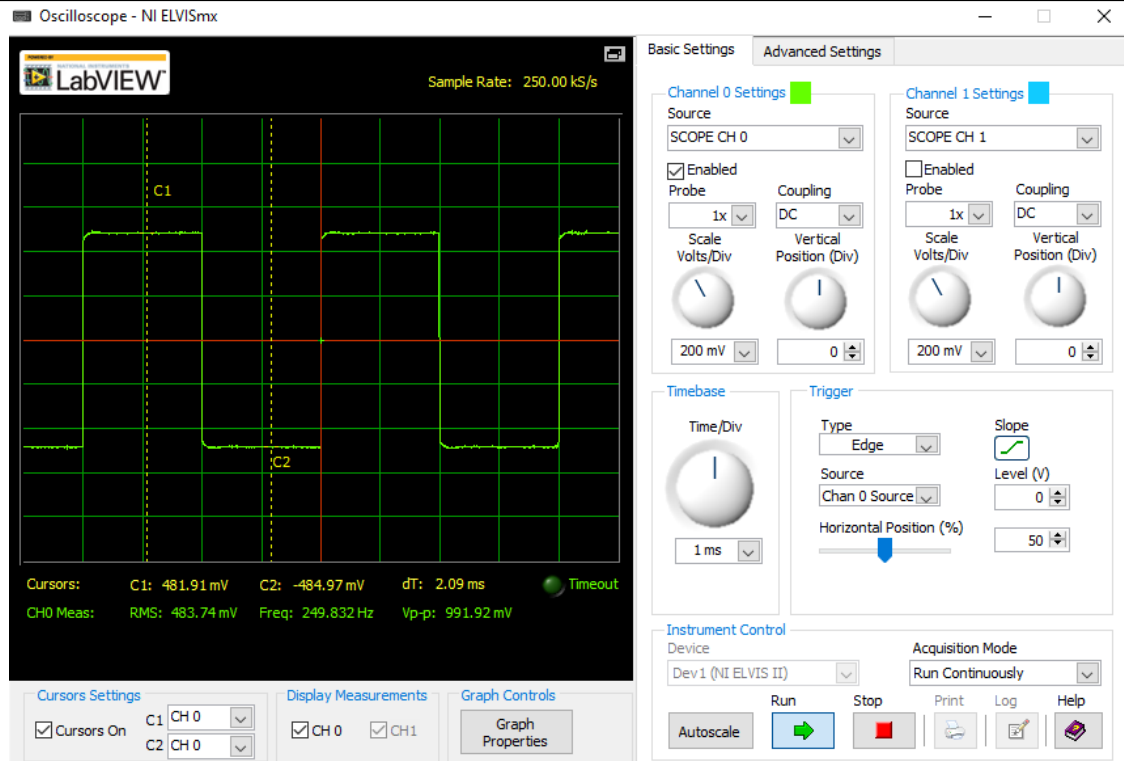 Oscilloscope - NI ELVISmx
POWERED BY
NATIONAL INSTRUMENTS
LabVIEW
Sample Rate: 250.00 kS/s
C1
C2
Cursors: C1: 481.91 mV C2: -484.97 mV dT: 2.09 ms Timeout
CH0 Meas: RMS: 483.74 mV Freq: 249.832 Hz Vp-p: 991.92 mV
Cursors Settings
Cursors On
C1 CH 0
C2 CH 0
Display Measurements
CH 0 CH1
Graph Controls
Graph
Properties
Basic Settings Advanced Settings
Channel 0 Settings
Source
SCOPE CH 0
Enabled
Probe Coupling
1x DC
Scale Vertical
Volts/Div Position (Div)
200 mV 0
Channel 1 Settings
Source
SCOPE CH 1
Enabled
Probe Coupling
1x DC
Scale Vertical
Volts/Div Position (Div)
200 mV 0
Timebase
Time/Div
1 ms
Trigger
Type Slope
Edge
Source Level (V)
Chan 0 Source 0
Horizontal Position (%)
50
Instrument Control
Device Acquisition Mode
Dev1 (NI ELVIS II) Run Continuously
Run Stop Print Log Help
Autoscale